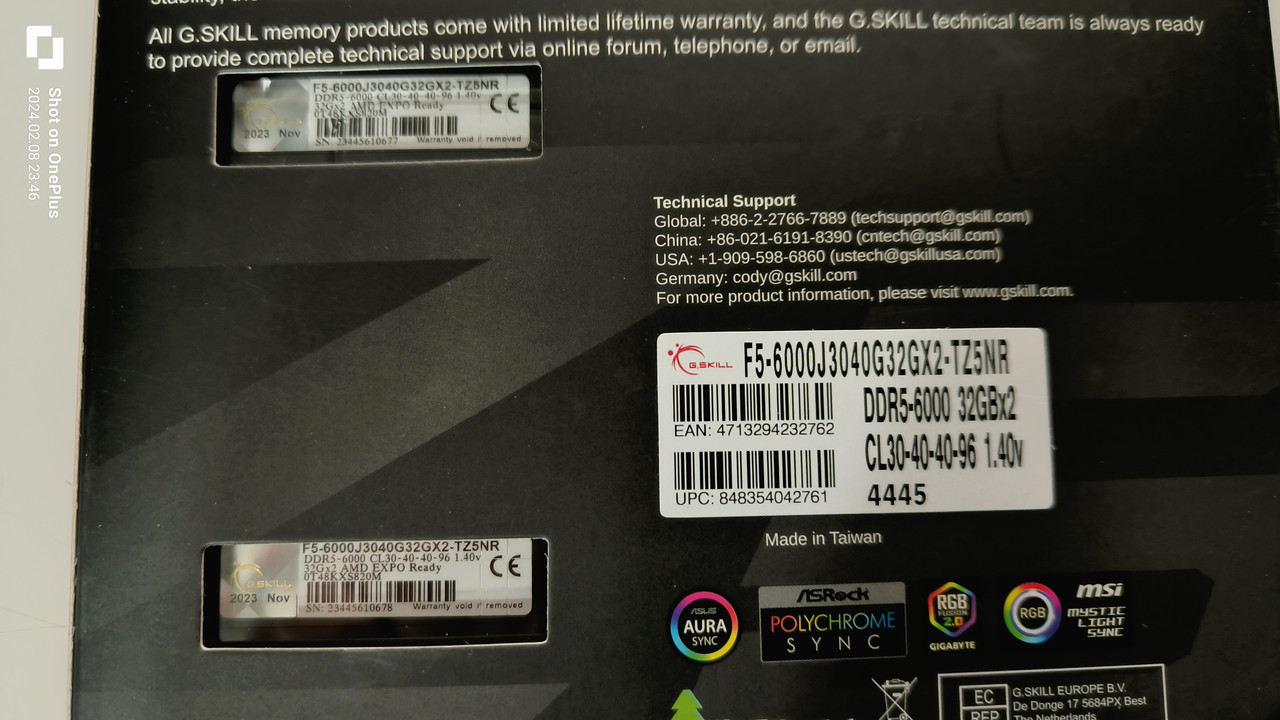 Shot on OnePlus
2024.02.08 23:46
All G.SKILL memory products come with limited lifetime warranty, and the G.SKILL technical team is always ready
to provide complete technical support via online forum, telephone, or email.
F5-6000J3040G32GX2-TZ5NR
DDR5-6000 CL30-40-40-96 1.40v
32Gx2 AMD EXPO Ready
0T48KXS820M
2023 Nov
SN: 23445610677 Warranty void if removed
Technical Support
Global: +886-2-2766-7889 (techsupport@gskill.com)
China: +86-021-6191-8390 (cntech@gskill.com)
USA: +1-909-598-6860 (ustech@gskillusa.com)
Germany: cody@gskill.com
For more product information, please visit www.gskill.com.
G.SKILL F5-6000J3040G32GX2-TZ5NR
DDR5-6000 32GBx2
EAN: 4713294232762
CL30-40-40-96 1.40v
UPC: 848354042761
4445
Made in Taiwan
F5-6000J3040G32GX2-TZ5NR
DDR5-6000 CL30-40-40-96 1.40v
32Gx2 AMD EXPO Ready
0T48KXS820M
G.SKILL
2023 Nov
SN: 23445610678 Warranty void if removed
ASUS
AURA
SYNC
ASRock
POLYCHROME
SYNC
RGB
FUSION
2.0
GIGABYTE
RGB
msi
MYSTIC
LIGHT
SYNC
EC
REP
G.SKILL EUROPE B.V.
De Donge 17 5684PX Best
The Netherlands